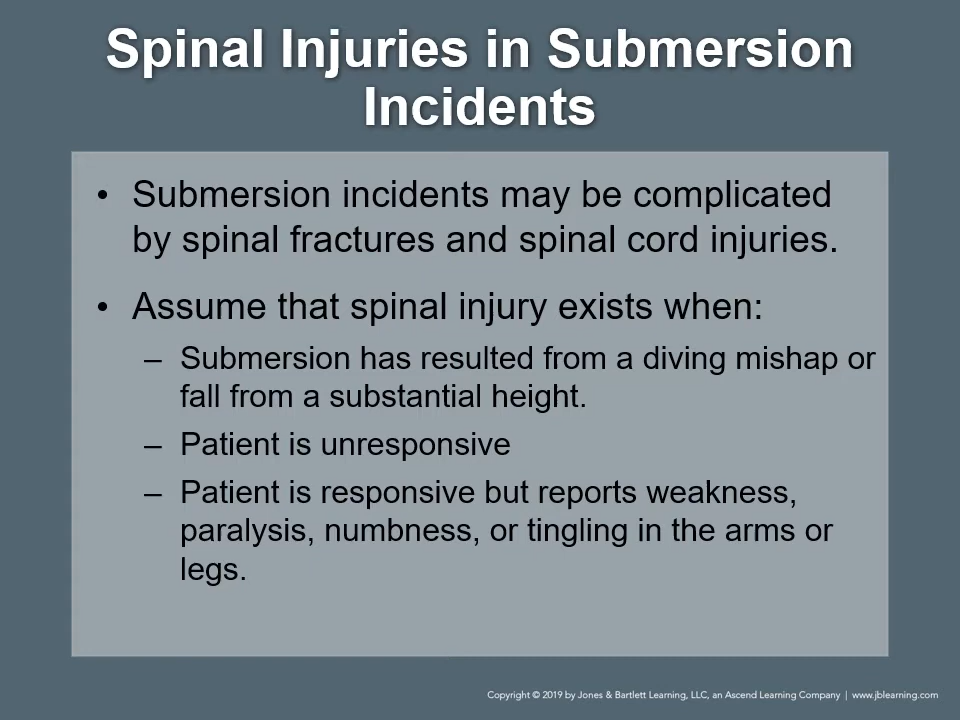 Spinal Injuries in Submersion
Incidents
• Submersion incidents may be complicated
by spinal fractures and spinal cord injuries.
• Assume that spinal injury exists when:
– Submersion has resulted from a diving mishap or
fall from a substantial height.
– Patient is unresponsive
– Patient is responsive but reports weakness,
paralysis, numbness, or tingling in the arms or
legs.
Copyright © 2019 by Jones & Bartlett Learning, LLC, an Ascend Learning Company | www.jblearning.com